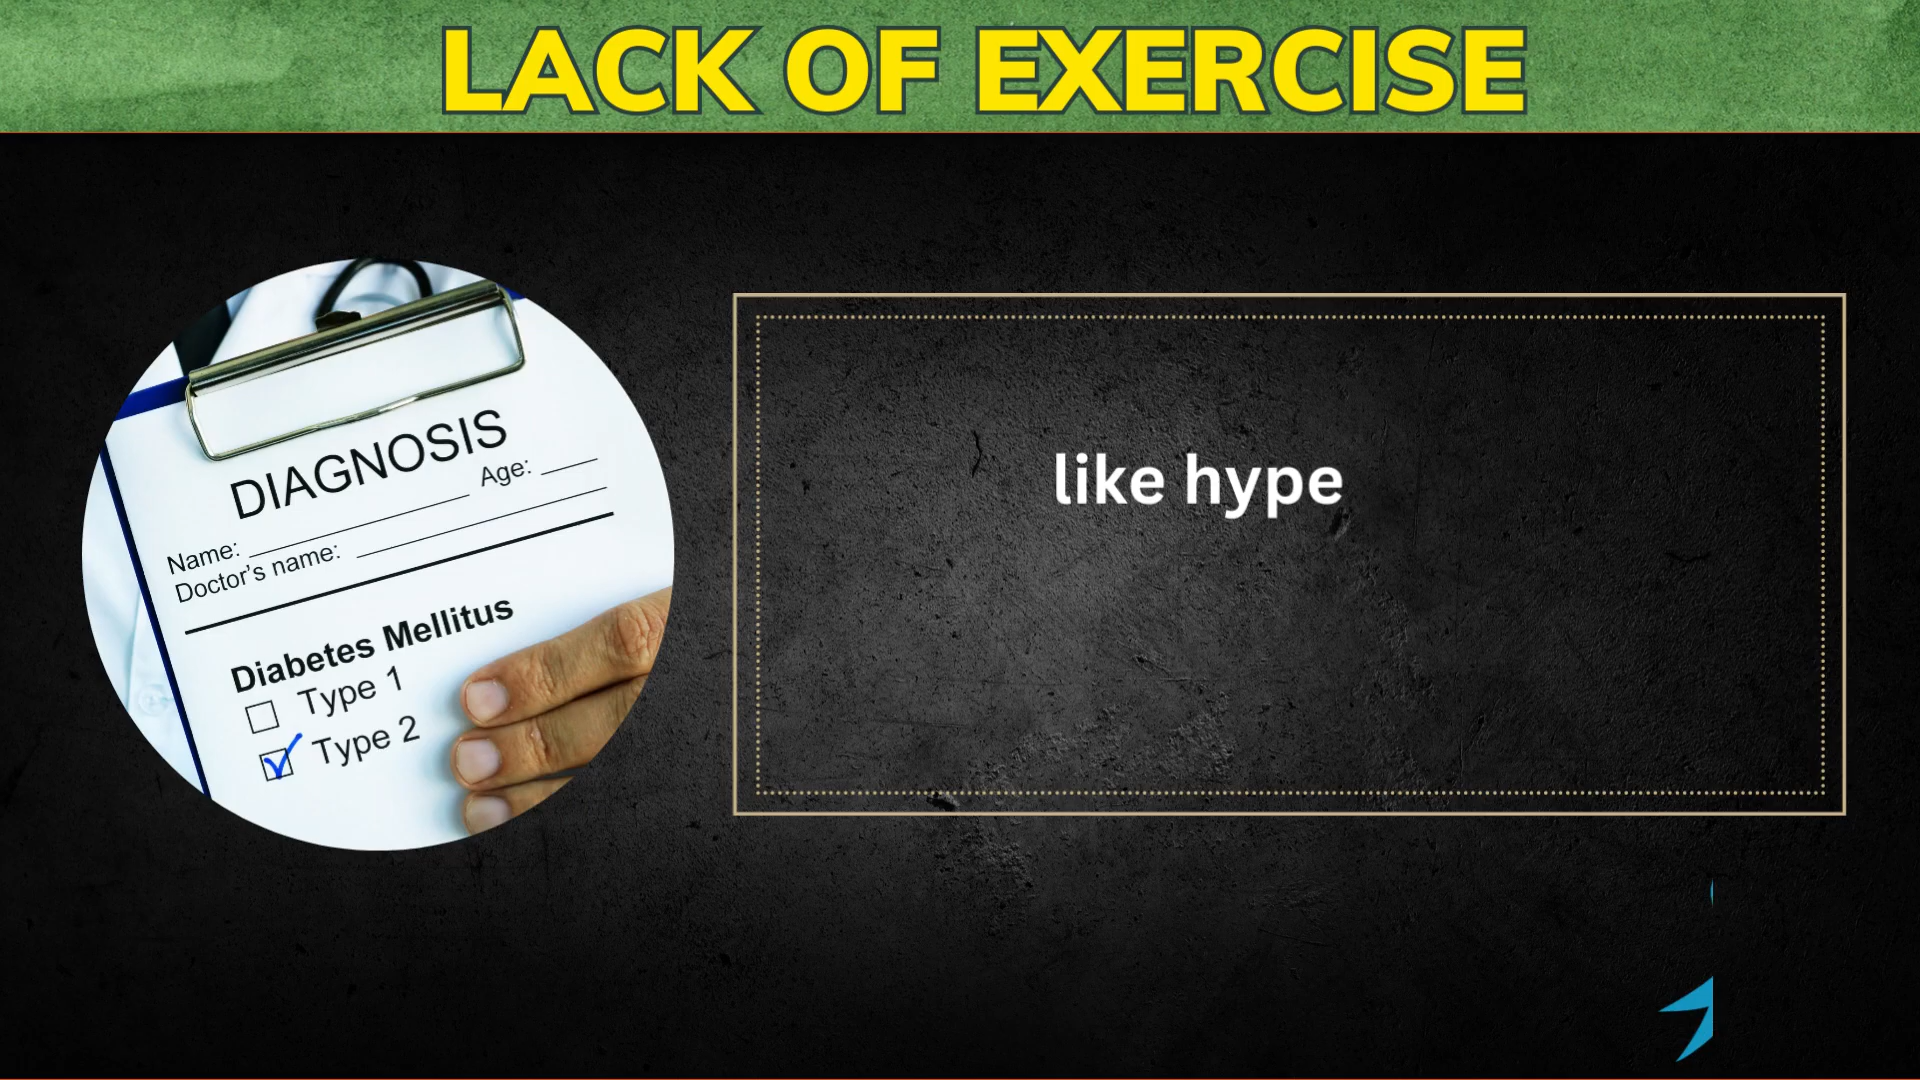 LACK OF EXERCISE
DIAGNOSIS
Name: Age:
Doctor's name:
Diabetes Mellitus
Type 1
Type 2
like hype